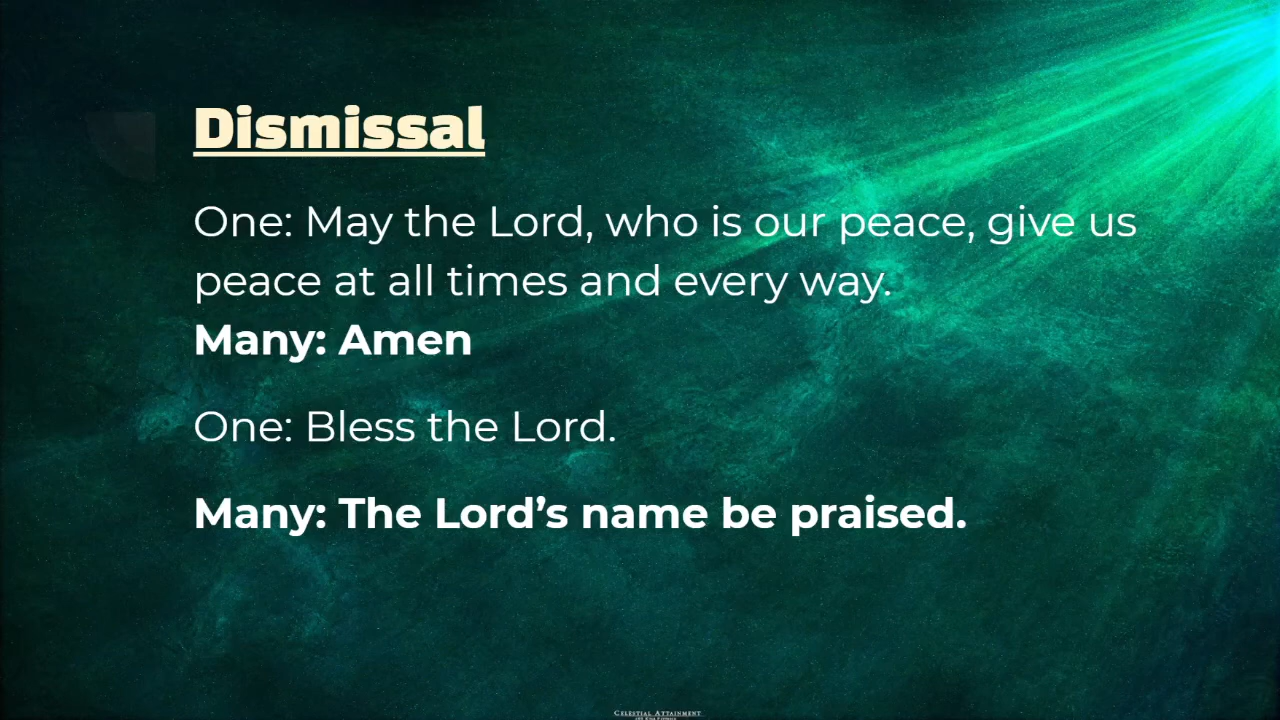 Dismissal
One: May the Lord, who is our peace, give us
peace at all times and every way.
Many: Amen
One: Bless the Lord.
Many: The Lord’s name be praised.
Celestial Attainment